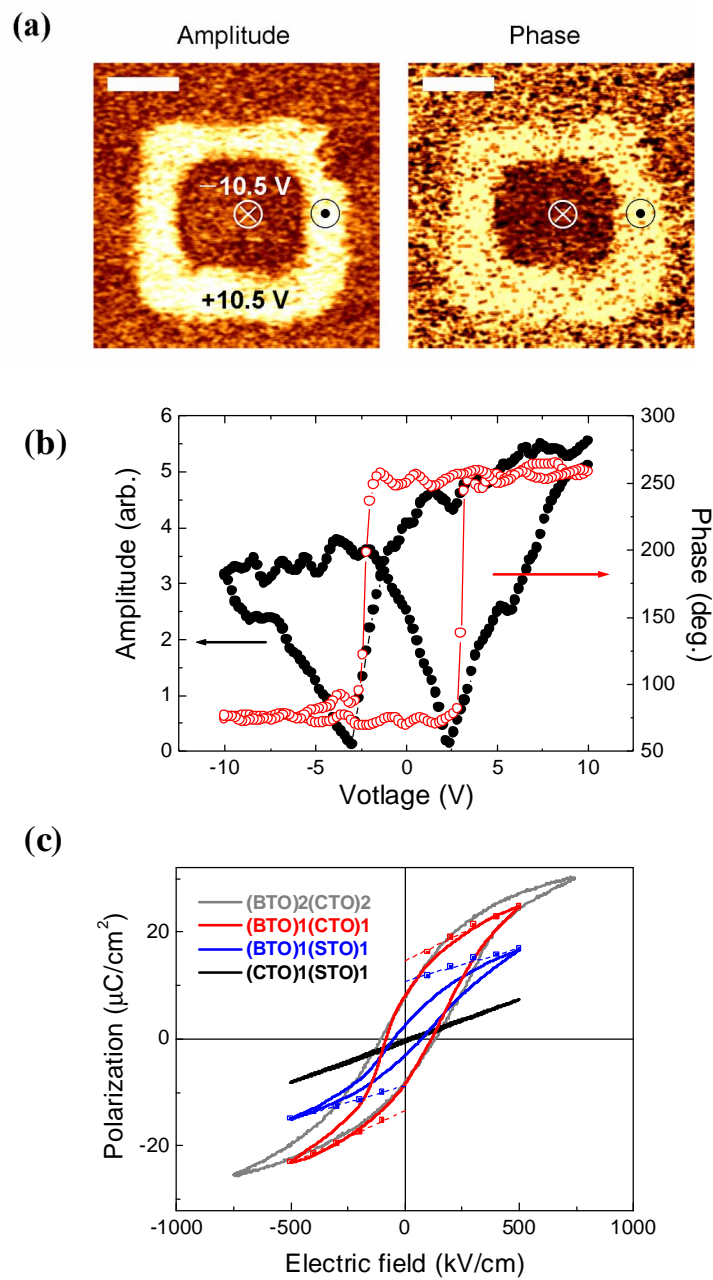 (a)
Amplitude Phase
−10.5 V
+10.5 V
(b)
6 300
5 250
4 200
3
2 150
1 100
0 50
-10 -5 0 5 10
Amplitude (arb.)
Phase (deg.)
Votlage (V)
(c)
(BTO)2(CTO)2
(BTO)1(CTO)1
(BTO)1(STO)1
(CTO)1(STO)1
20
0
-20
-1000 -500 0 500 1000
Polarization (μC/cm²)
Electric field (kV/cm)